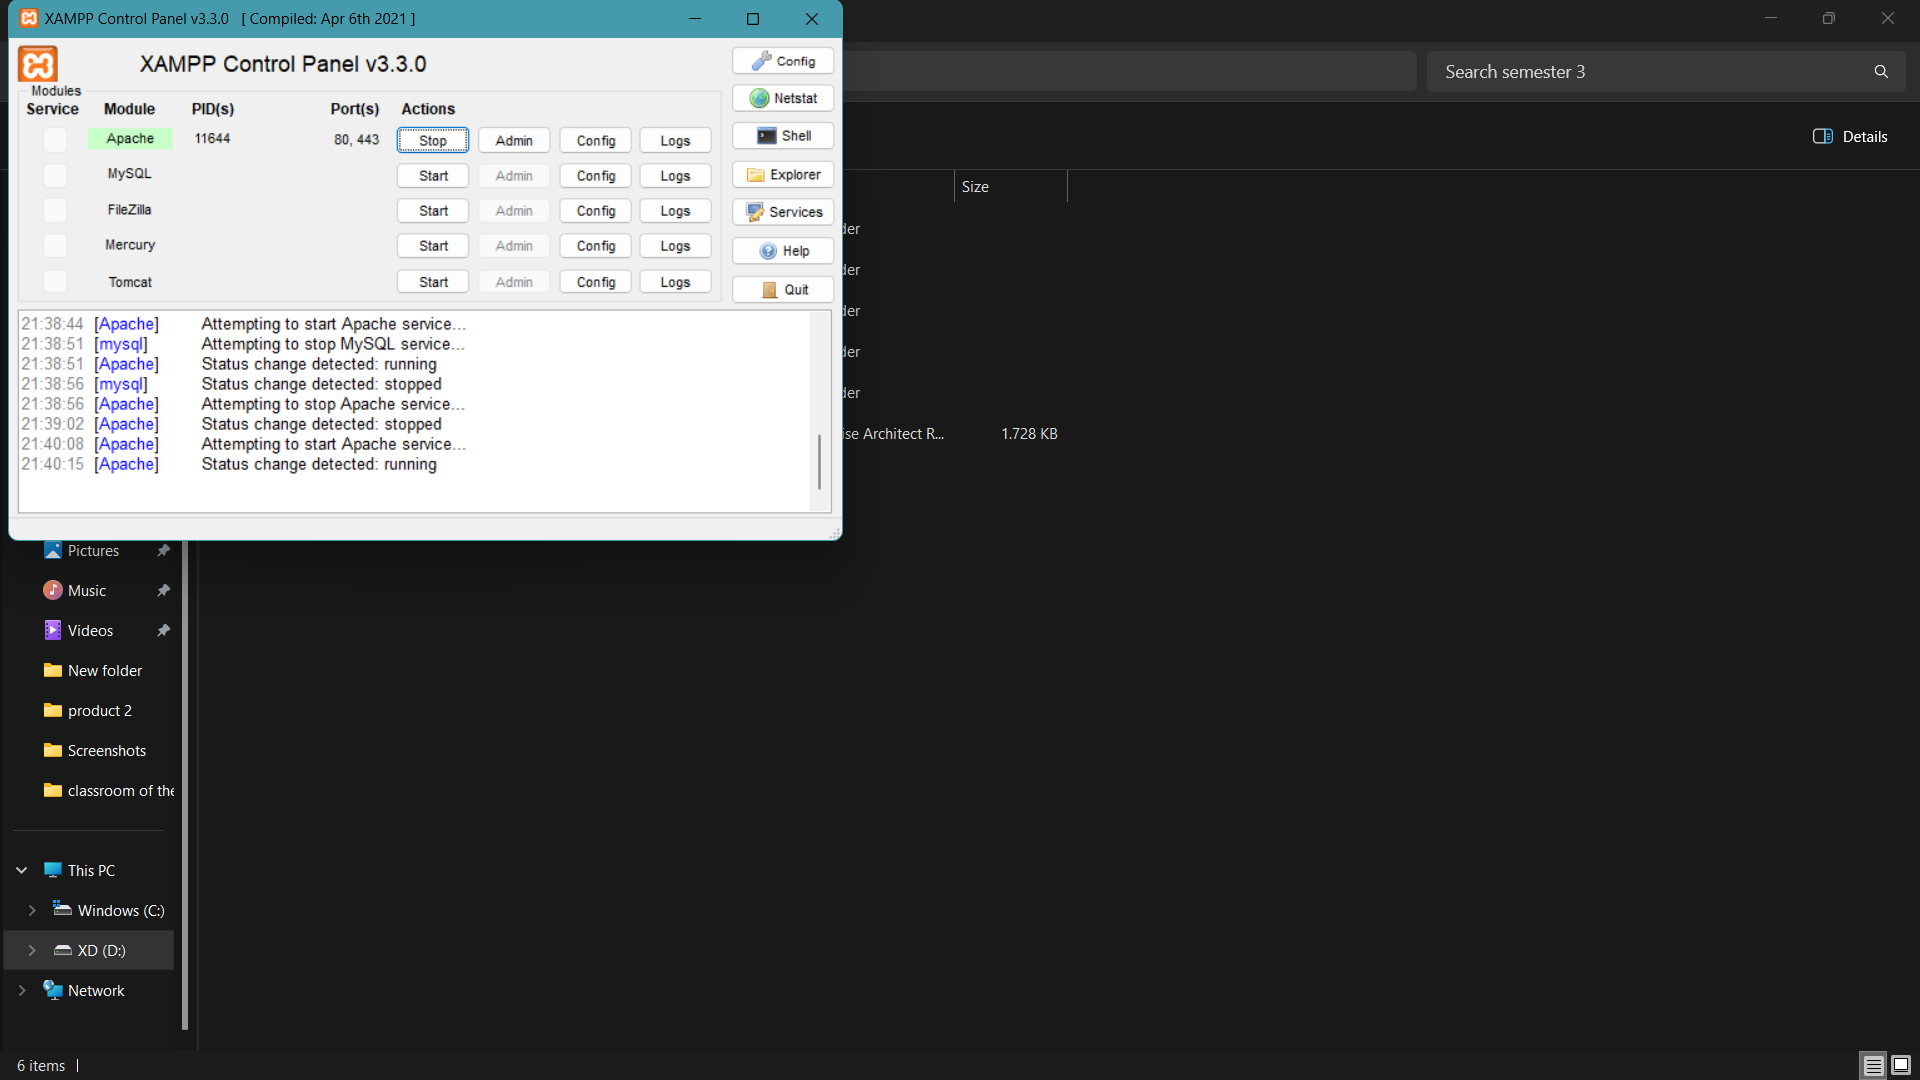 XAMPP Control Panel v3.3.0   [ Compiled: Apr 6th 2021 ]
XAMPP Control Panel v3.3.0
Config
Modules
Service Module PID(s) Port(s) Actions
Netstat
Apache 11644 80, 443 Stop Admin Config Logs
Shell
MySQL Start Admin Config Logs
Explorer
FileZilla Start Admin Config Logs
Services
Mercury Start Admin Config Logs
Help
Tomcat Start Admin Config Logs
Quit
21:38:44 [Apache] Attempting to start Apache service...
21:38:51 [mysql] Attempting to stop MySQL service...
21:38:51 [Apache] Status change detected: running
21:38:56 [mysql] Status change detected: stopped
21:38:56 [Apache] Attempting to stop Apache service...
21:39:02 [Apache] Status change detected: stopped
21:40:08 [Apache] Attempting to start Apache service...
21:40:15 [Apache] Status change detected: running
Search semester 3
Details
Size
der
der
der
der
der
ise Architect R... 1.728 KB
Pictures
Music
Videos
New folder
product 2
Screenshots
classroom of the
This PC
Windows (C:)
XD (D:)
Network
6 items